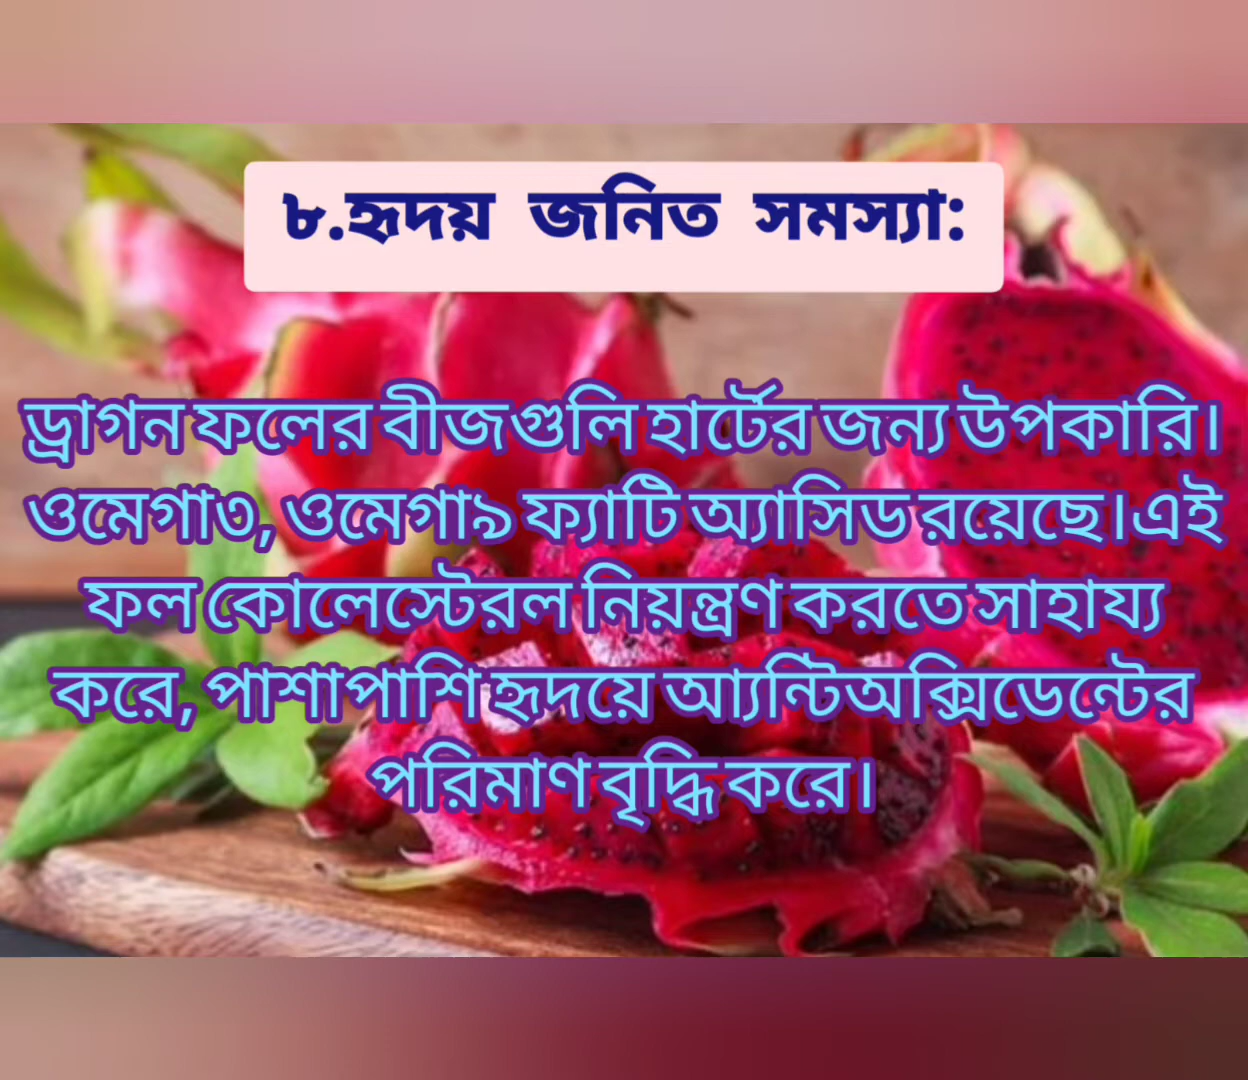 ৮.হৃদয় জনিত সমস্যা:
ড্রাগন ফলের বীজগুলি হার্টের জন্য উপকারি।
ওমেগা৩, ওমেগা৯ ফ্যাটি অ্যাসিড রয়েছে।এই
ফল কোলেস্টেরল নিয়ন্ত্রণ করতে সাহায্য
করে, পাশাপাশি হৃদয়ে আ্যন্টিঅক্সিডেন্টের
পরিমাণ বৃদ্ধি করে।